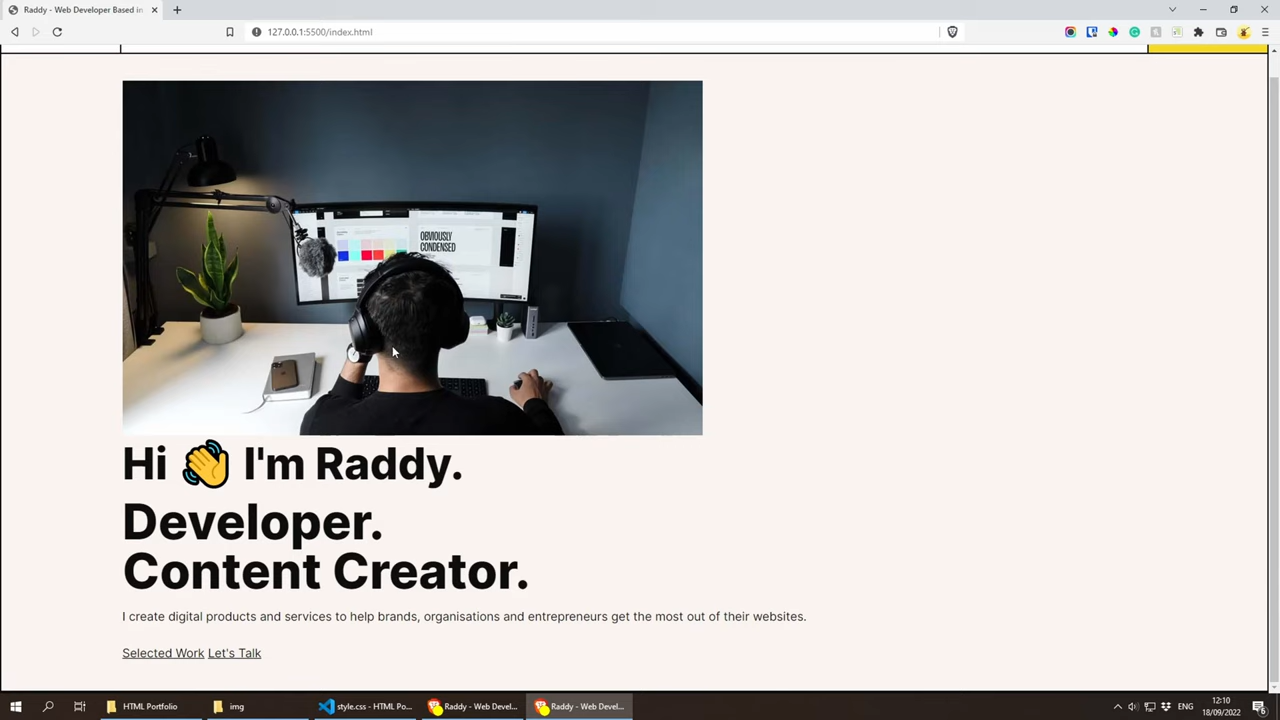 Raddy - Web Developer Based in
127.0.0.1:5500/index.html
OBVIOUSLY
CONDENSED
Hi 👋 I'm Raddy.
Developer.
Content Creator.
I create digital products and services to help brands, organisations and entrepreneurs get the most out of their websites.
Selected Work Let's Talk
HTML Portfolio
img
style.css - HTML Po...
Raddy - Web Devel...
Raddy - Web Devel...
ENG
12:10
18/09/2022
6